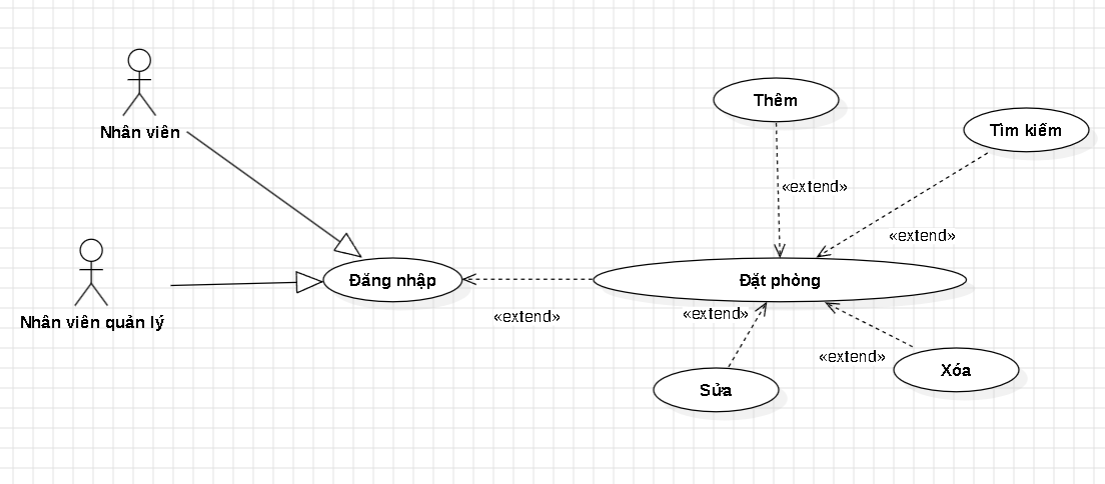 Nhân viên
Nhân viên quản lý
Đăng nhập
«extend»
Đặt phòng
Thêm
«extend»
Tìm kiếm
«extend»
Sửa
«extend»
Xóa
«extend»